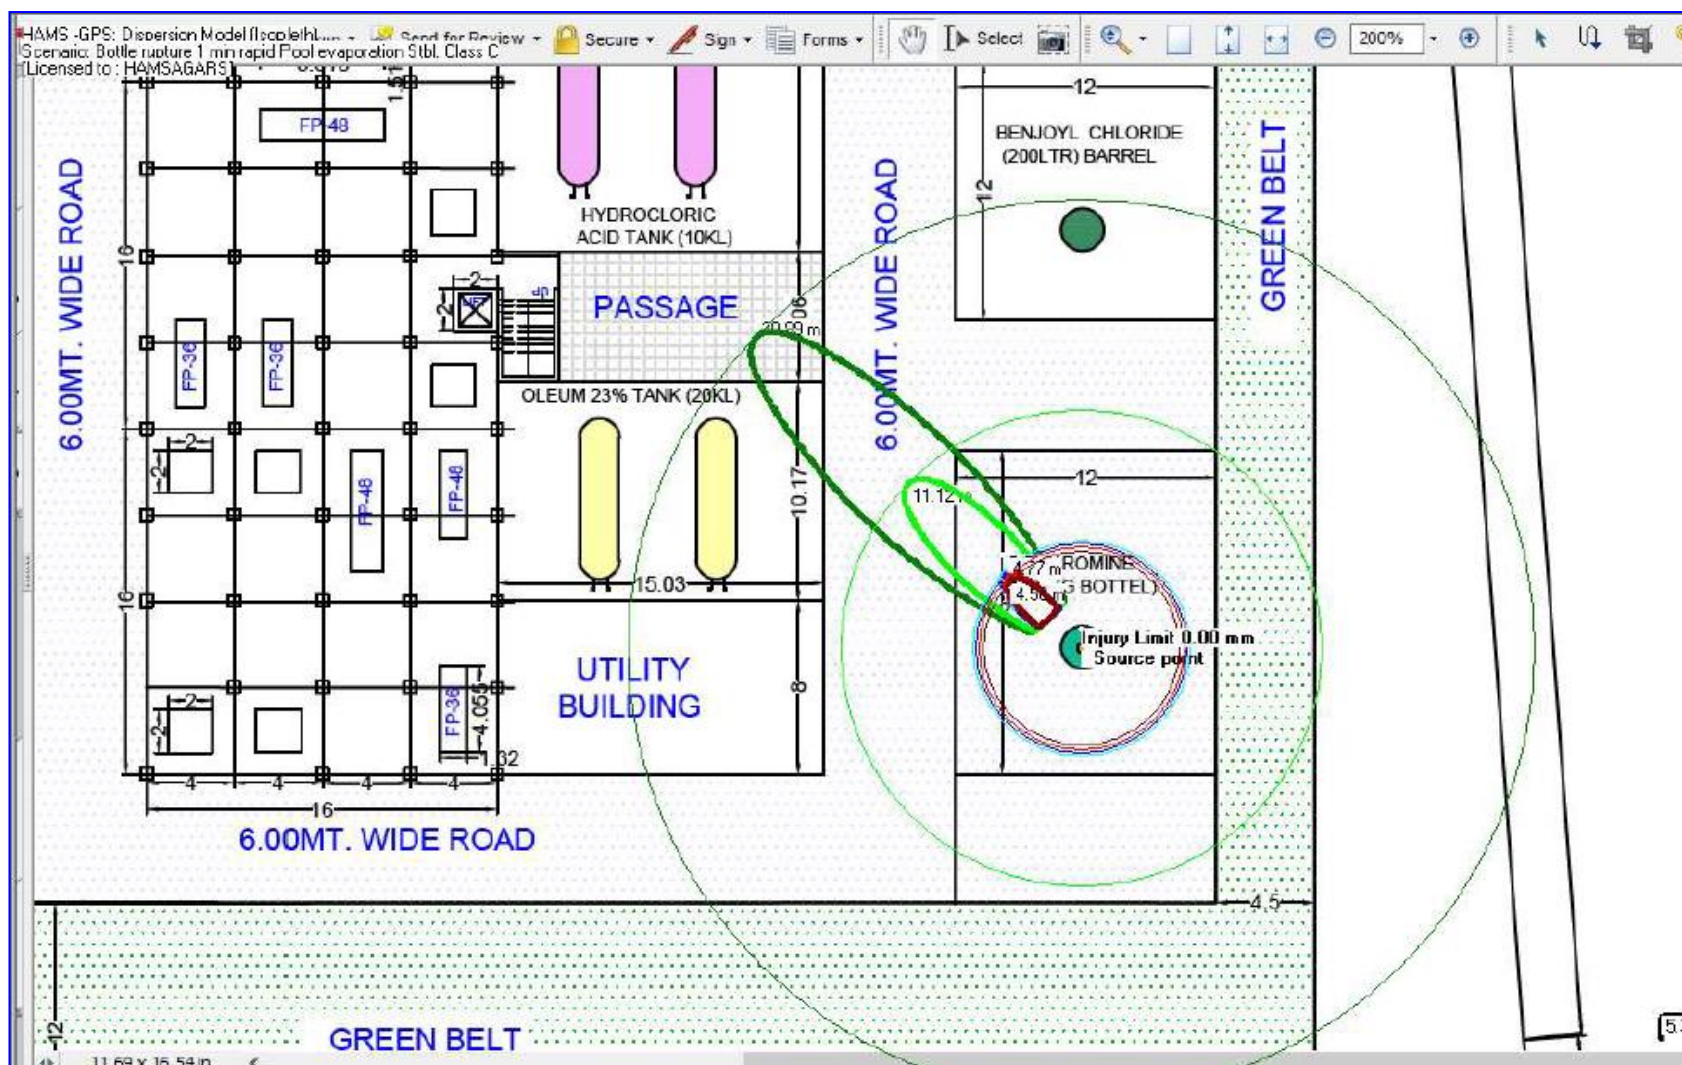 HAMS -GPS: Dispersion Model (Isopleth)
Scenario: Bottle rupture 1 min rapid Pool evaporation Stbl. Class C
(Licensed to : HAMSAGARS)
Send for Review
Secure
Sign
Forms
Select
200%
FP-48
12
BENJOYL CHLORIDE
(200LTR) BARREL
12
GREEN BELT
6.00MT. WIDE ROAD
6.00MT. WIDE ROAD
HYDROCLORIC
ACID TANK (10KL)
16
2
2
PASSAGE
FP-36
FP-36
OLEUM 23% TANK (20KL)
2
2
FP-48
FP-48
10.17
12
11.12
4.77 m
ROMINE
G BOTTEL)
16
15.03
Injury Limit 0.00 mm
Source point
UTILITY
BUILDING
8
2
2
FP-36
4.055
1.32
4
4
4
4
16
6.00MT. WIDE ROAD
4.5
12
GREEN BELT
11.69 x 16.54 in